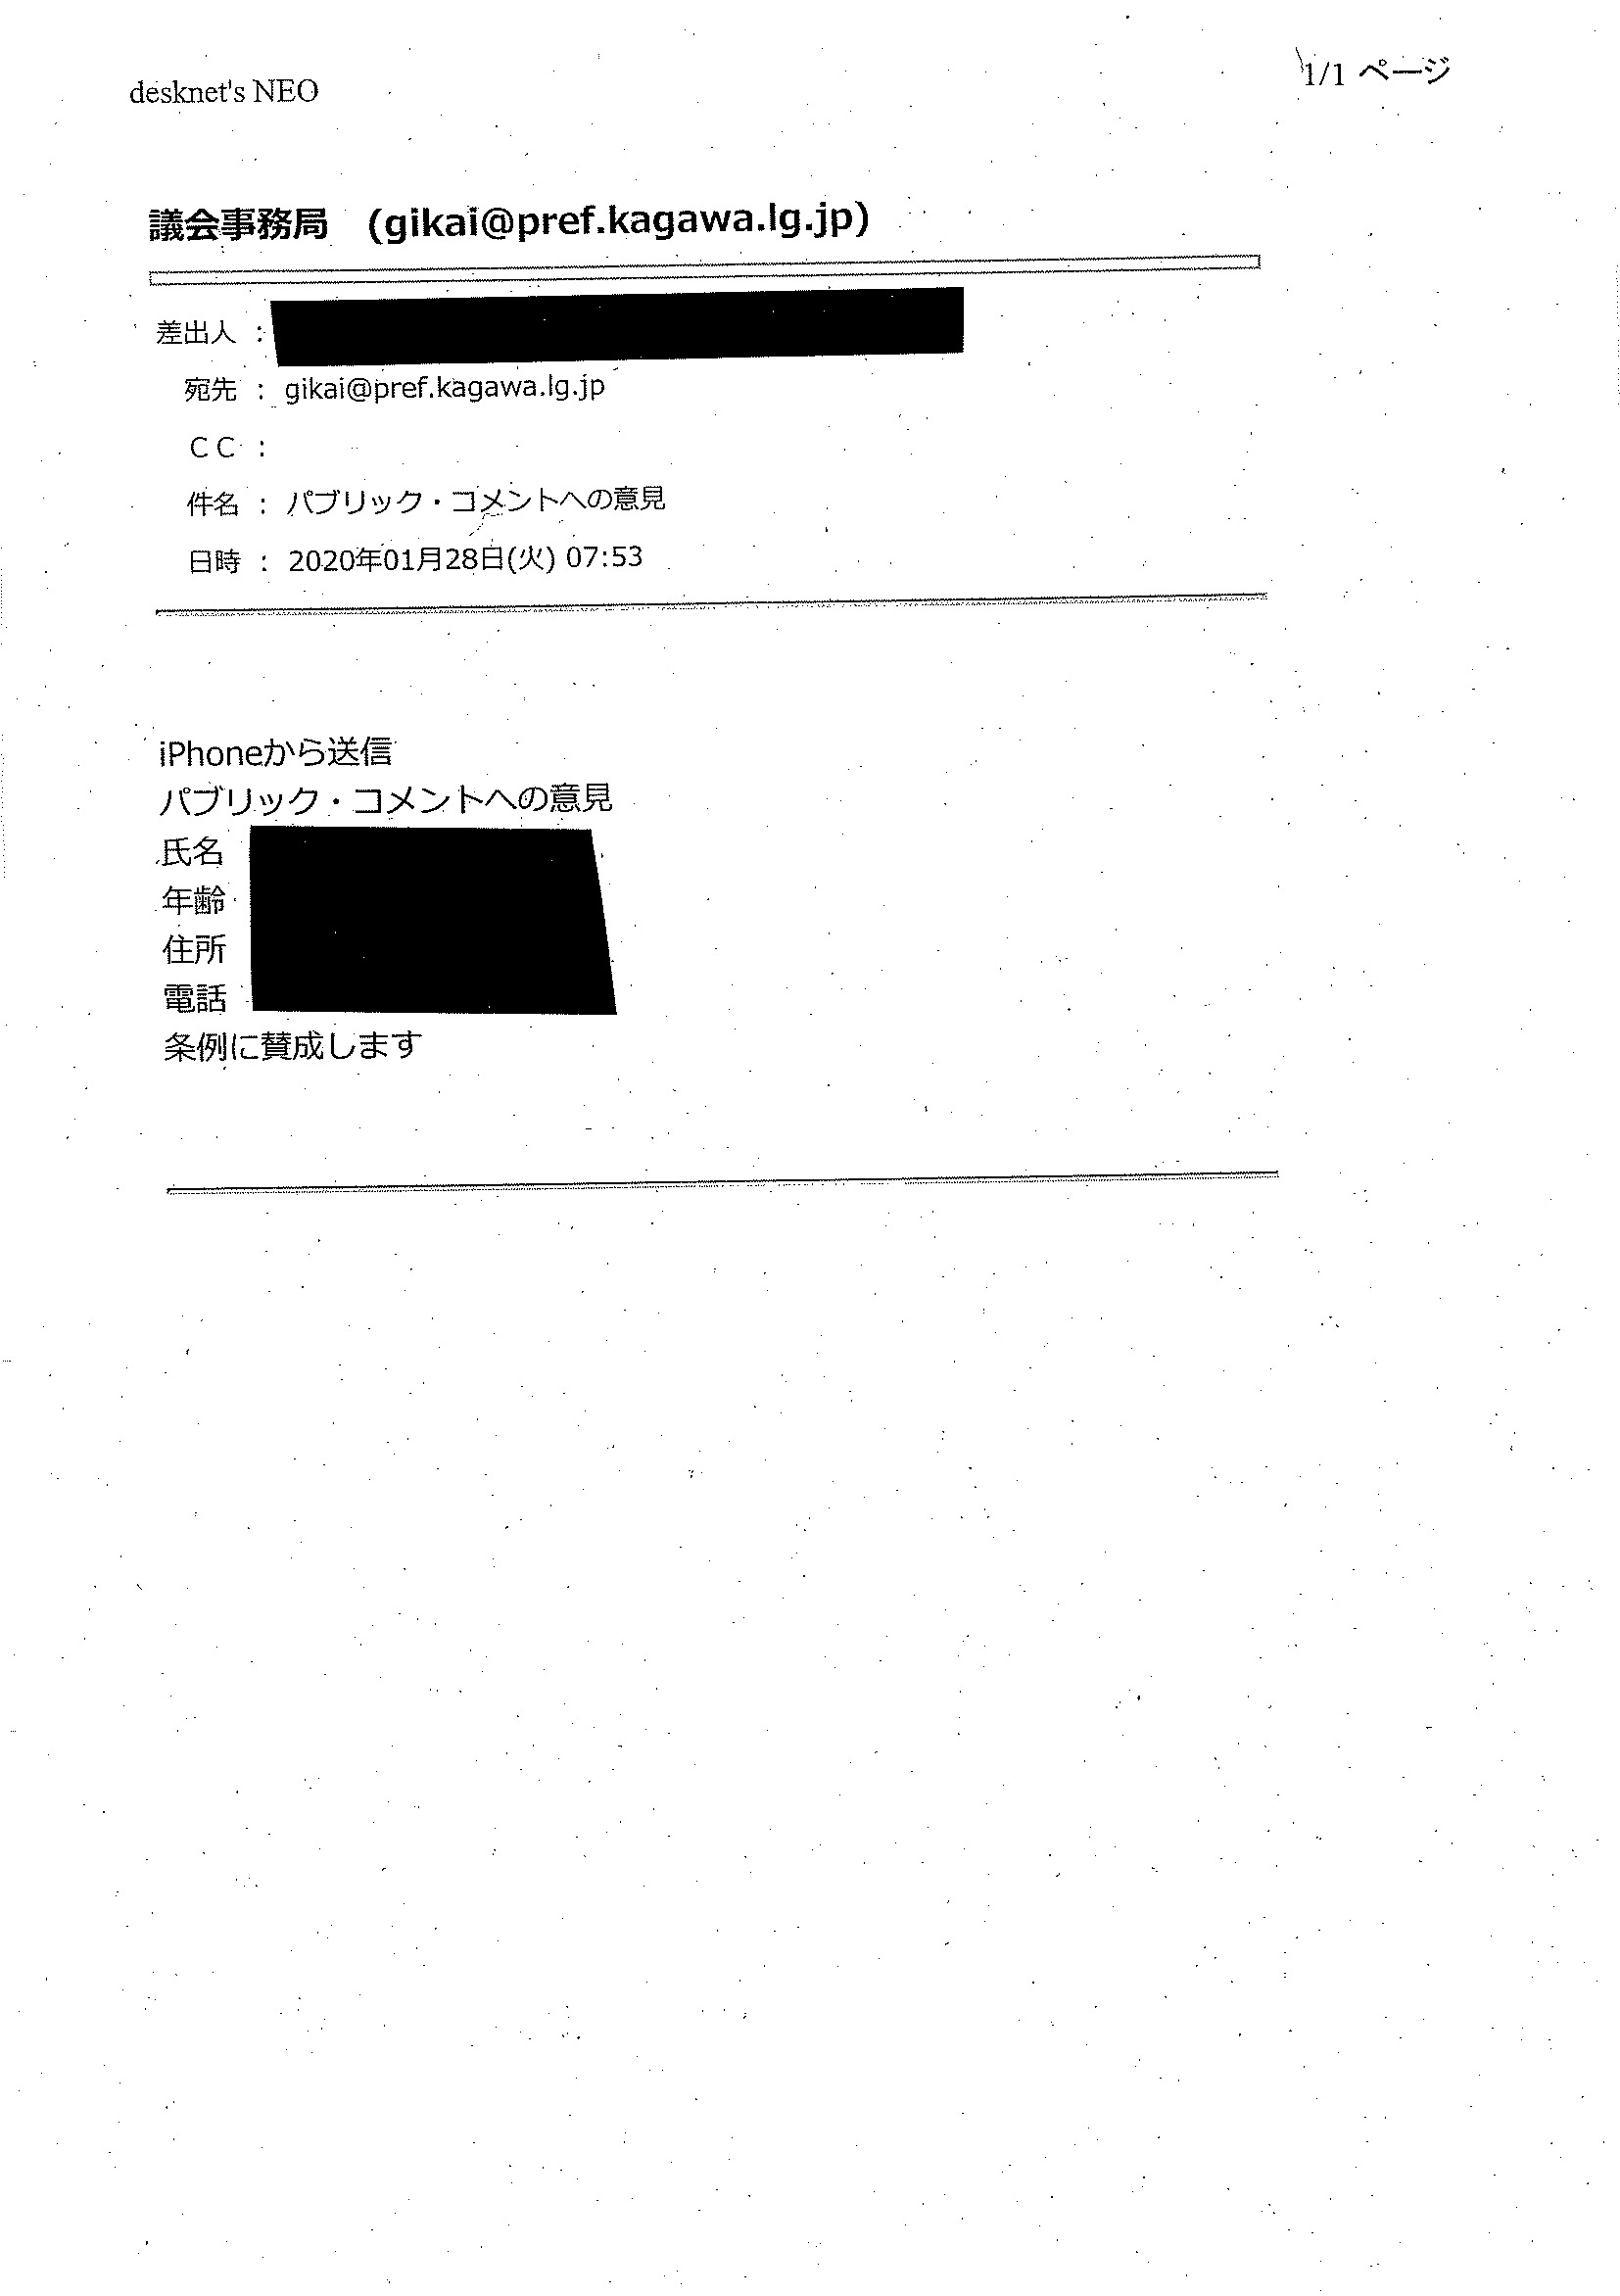 desknet's NEO
1/1 ページ
議会事務局 (gikai@pref.kagawa.lg.jp)
差出人 :
宛先 : gikai@pref.kagawa.lg.jp
ＣＣ :
件名 : パブリック・コメントへの意見
日時 : 2020年01月28日(火) 07:53
iPhoneから送信
パブリック・コメントへの意見
氏名
年齢
住所
電話
条例に賛成します